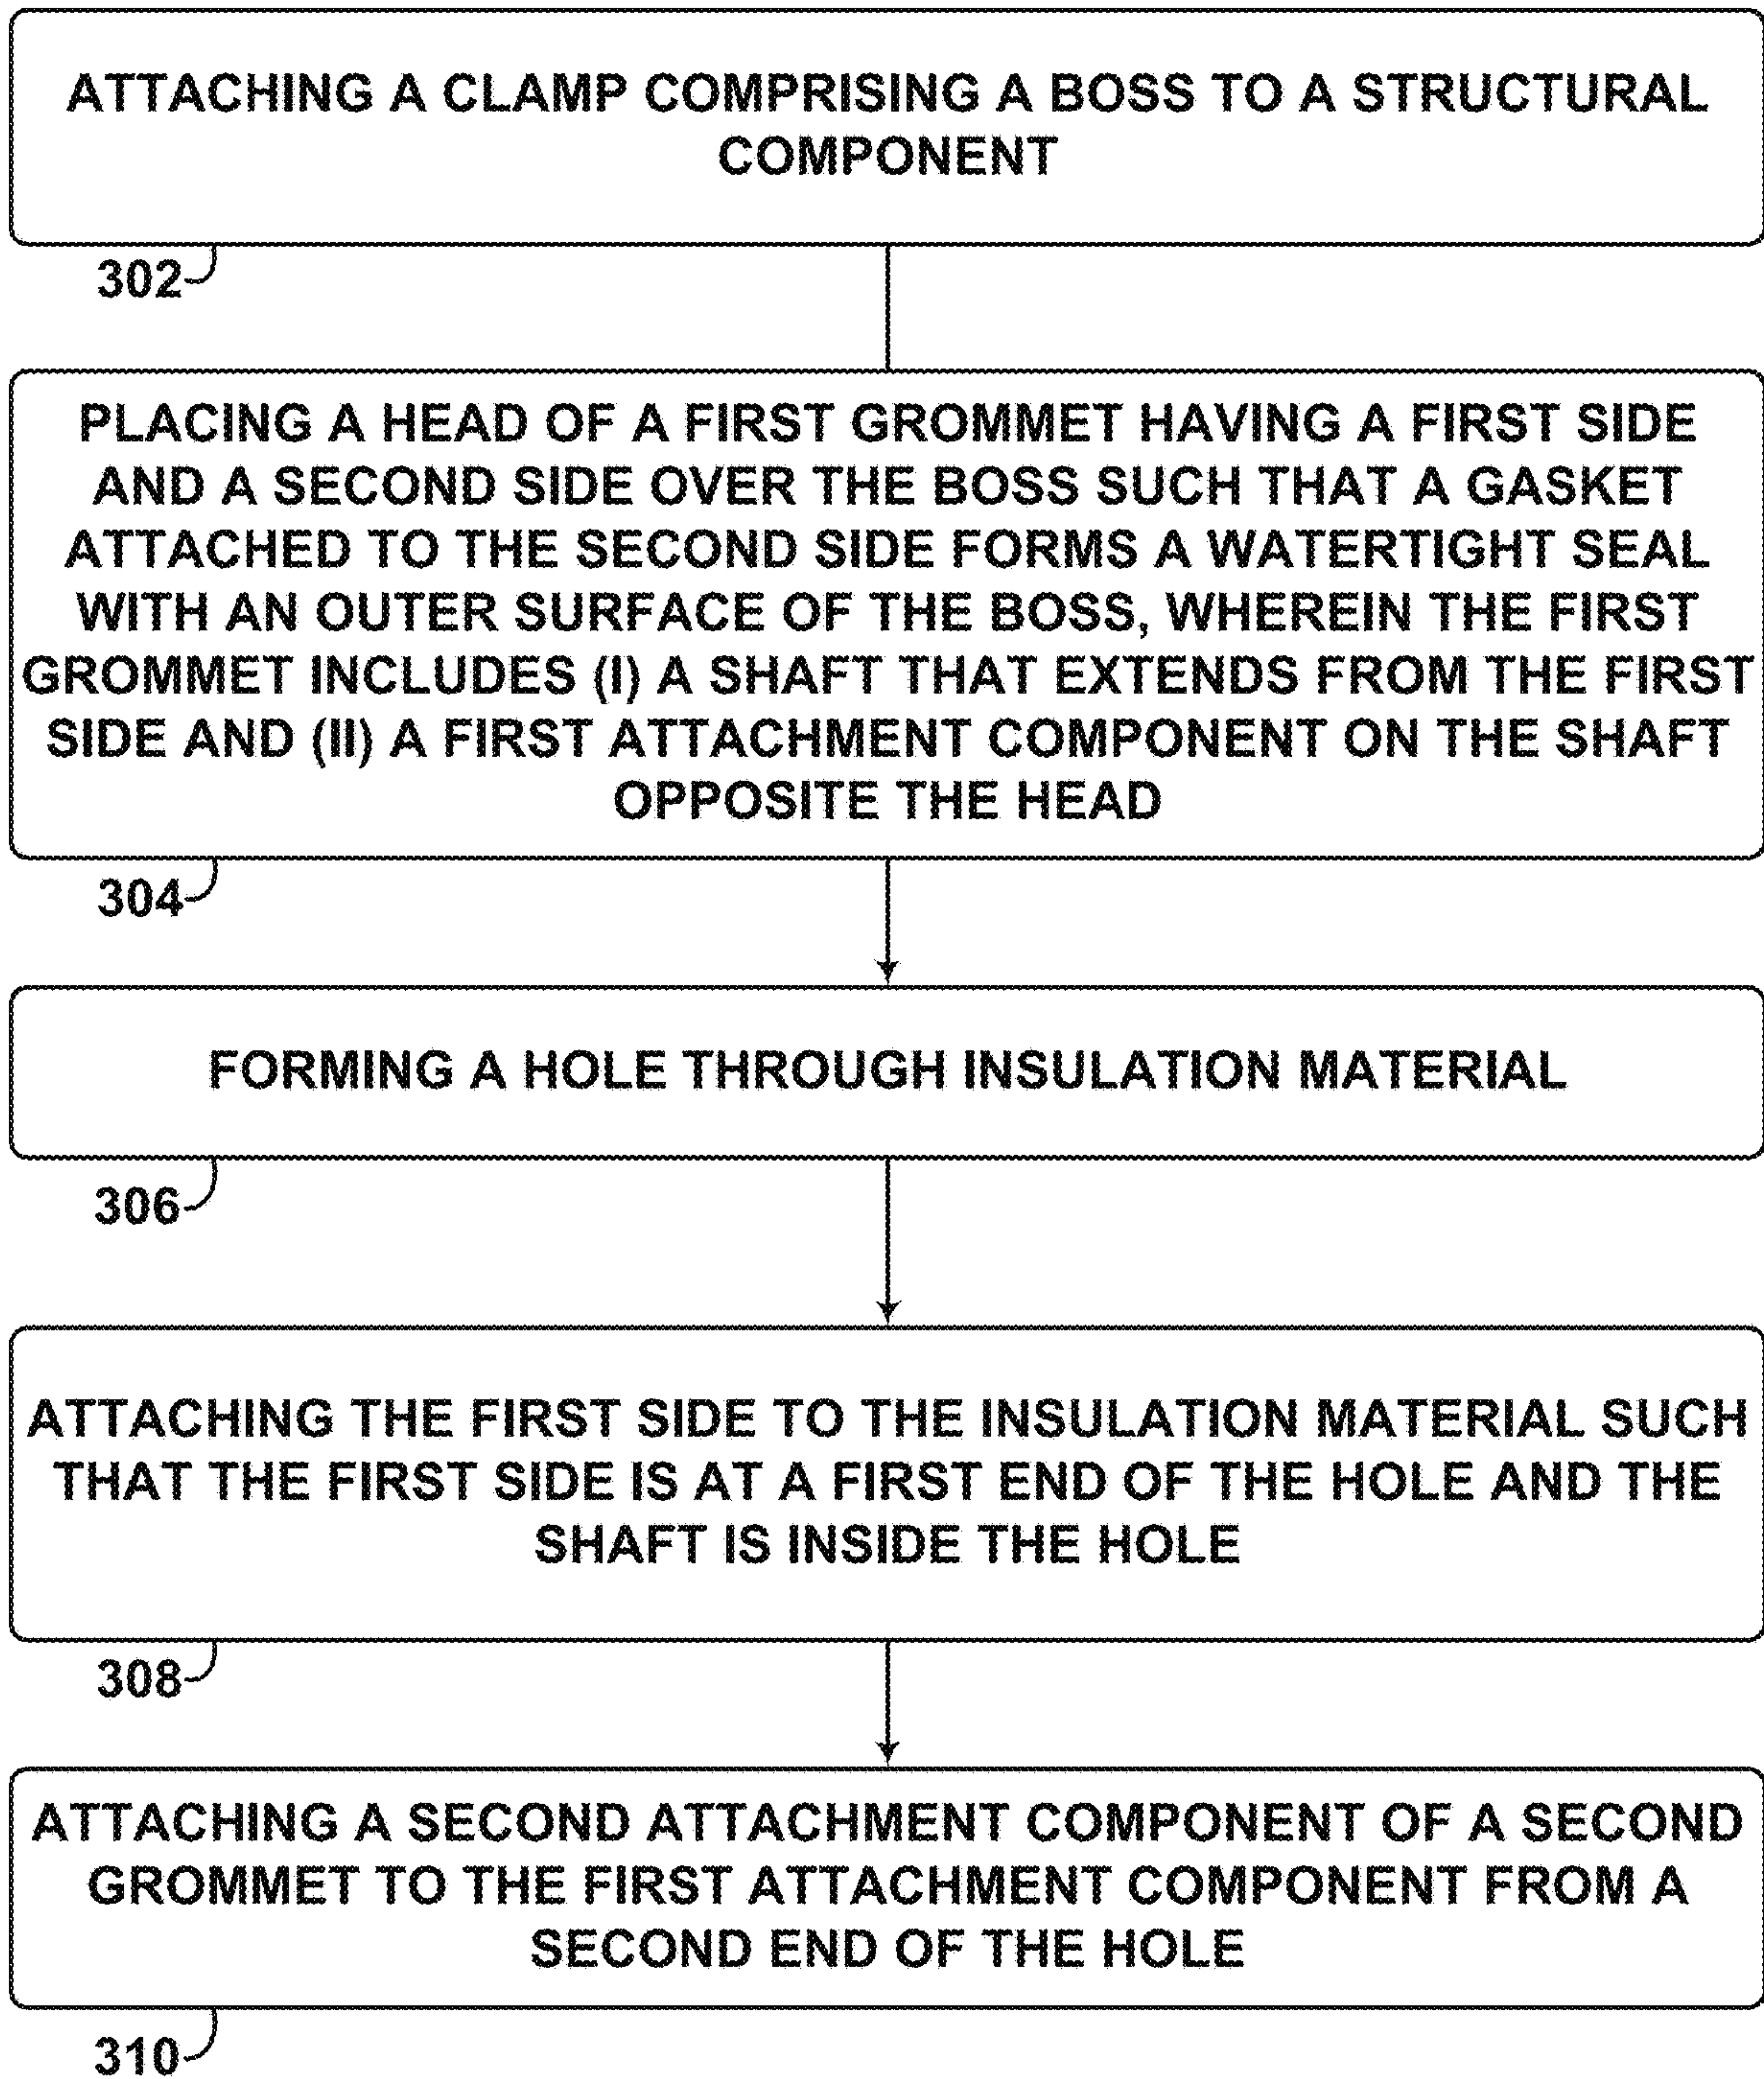 ATTACHING A CLAMP COMPRISING A BOSS TO A STRUCTURAL
COMPONENT
302
PLACING A HEAD OF A FIRST GROMMET HAVING A FIRST SIDE
AND A SECOND SIDE OVER THE BOSS SUCH THAT A GASKET
ATTACHED TO THE SECOND SIDE FORMS A WATERTIGHT SEAL
WITH AN OUTER SURFACE OF THE BOSS, WHEREIN THE FIRST
GROMMET INCLUDES (I) A SHAFT THAT EXTENDS FROM THE FIRST
SIDE AND (II) A FIRST ATTACHMENT COMPONENT ON THE SHAFT
OPPOSITE THE HEAD
304
FORMING A HOLE THROUGH INSULATION MATERIAL
306
ATTACHING THE FIRST SIDE TO THE INSULATION MATERIAL SUCH
THAT THE FIRST SIDE IS AT A FIRST END OF THE HOLE AND THE
SHAFT IS INSIDE THE HOLE
308
ATTACHING A SECOND ATTACHMENT COMPONENT OF A SECOND
GROMMET TO THE FIRST ATTACHMENT COMPONENT FROM A
SECOND END OF THE HOLE
310